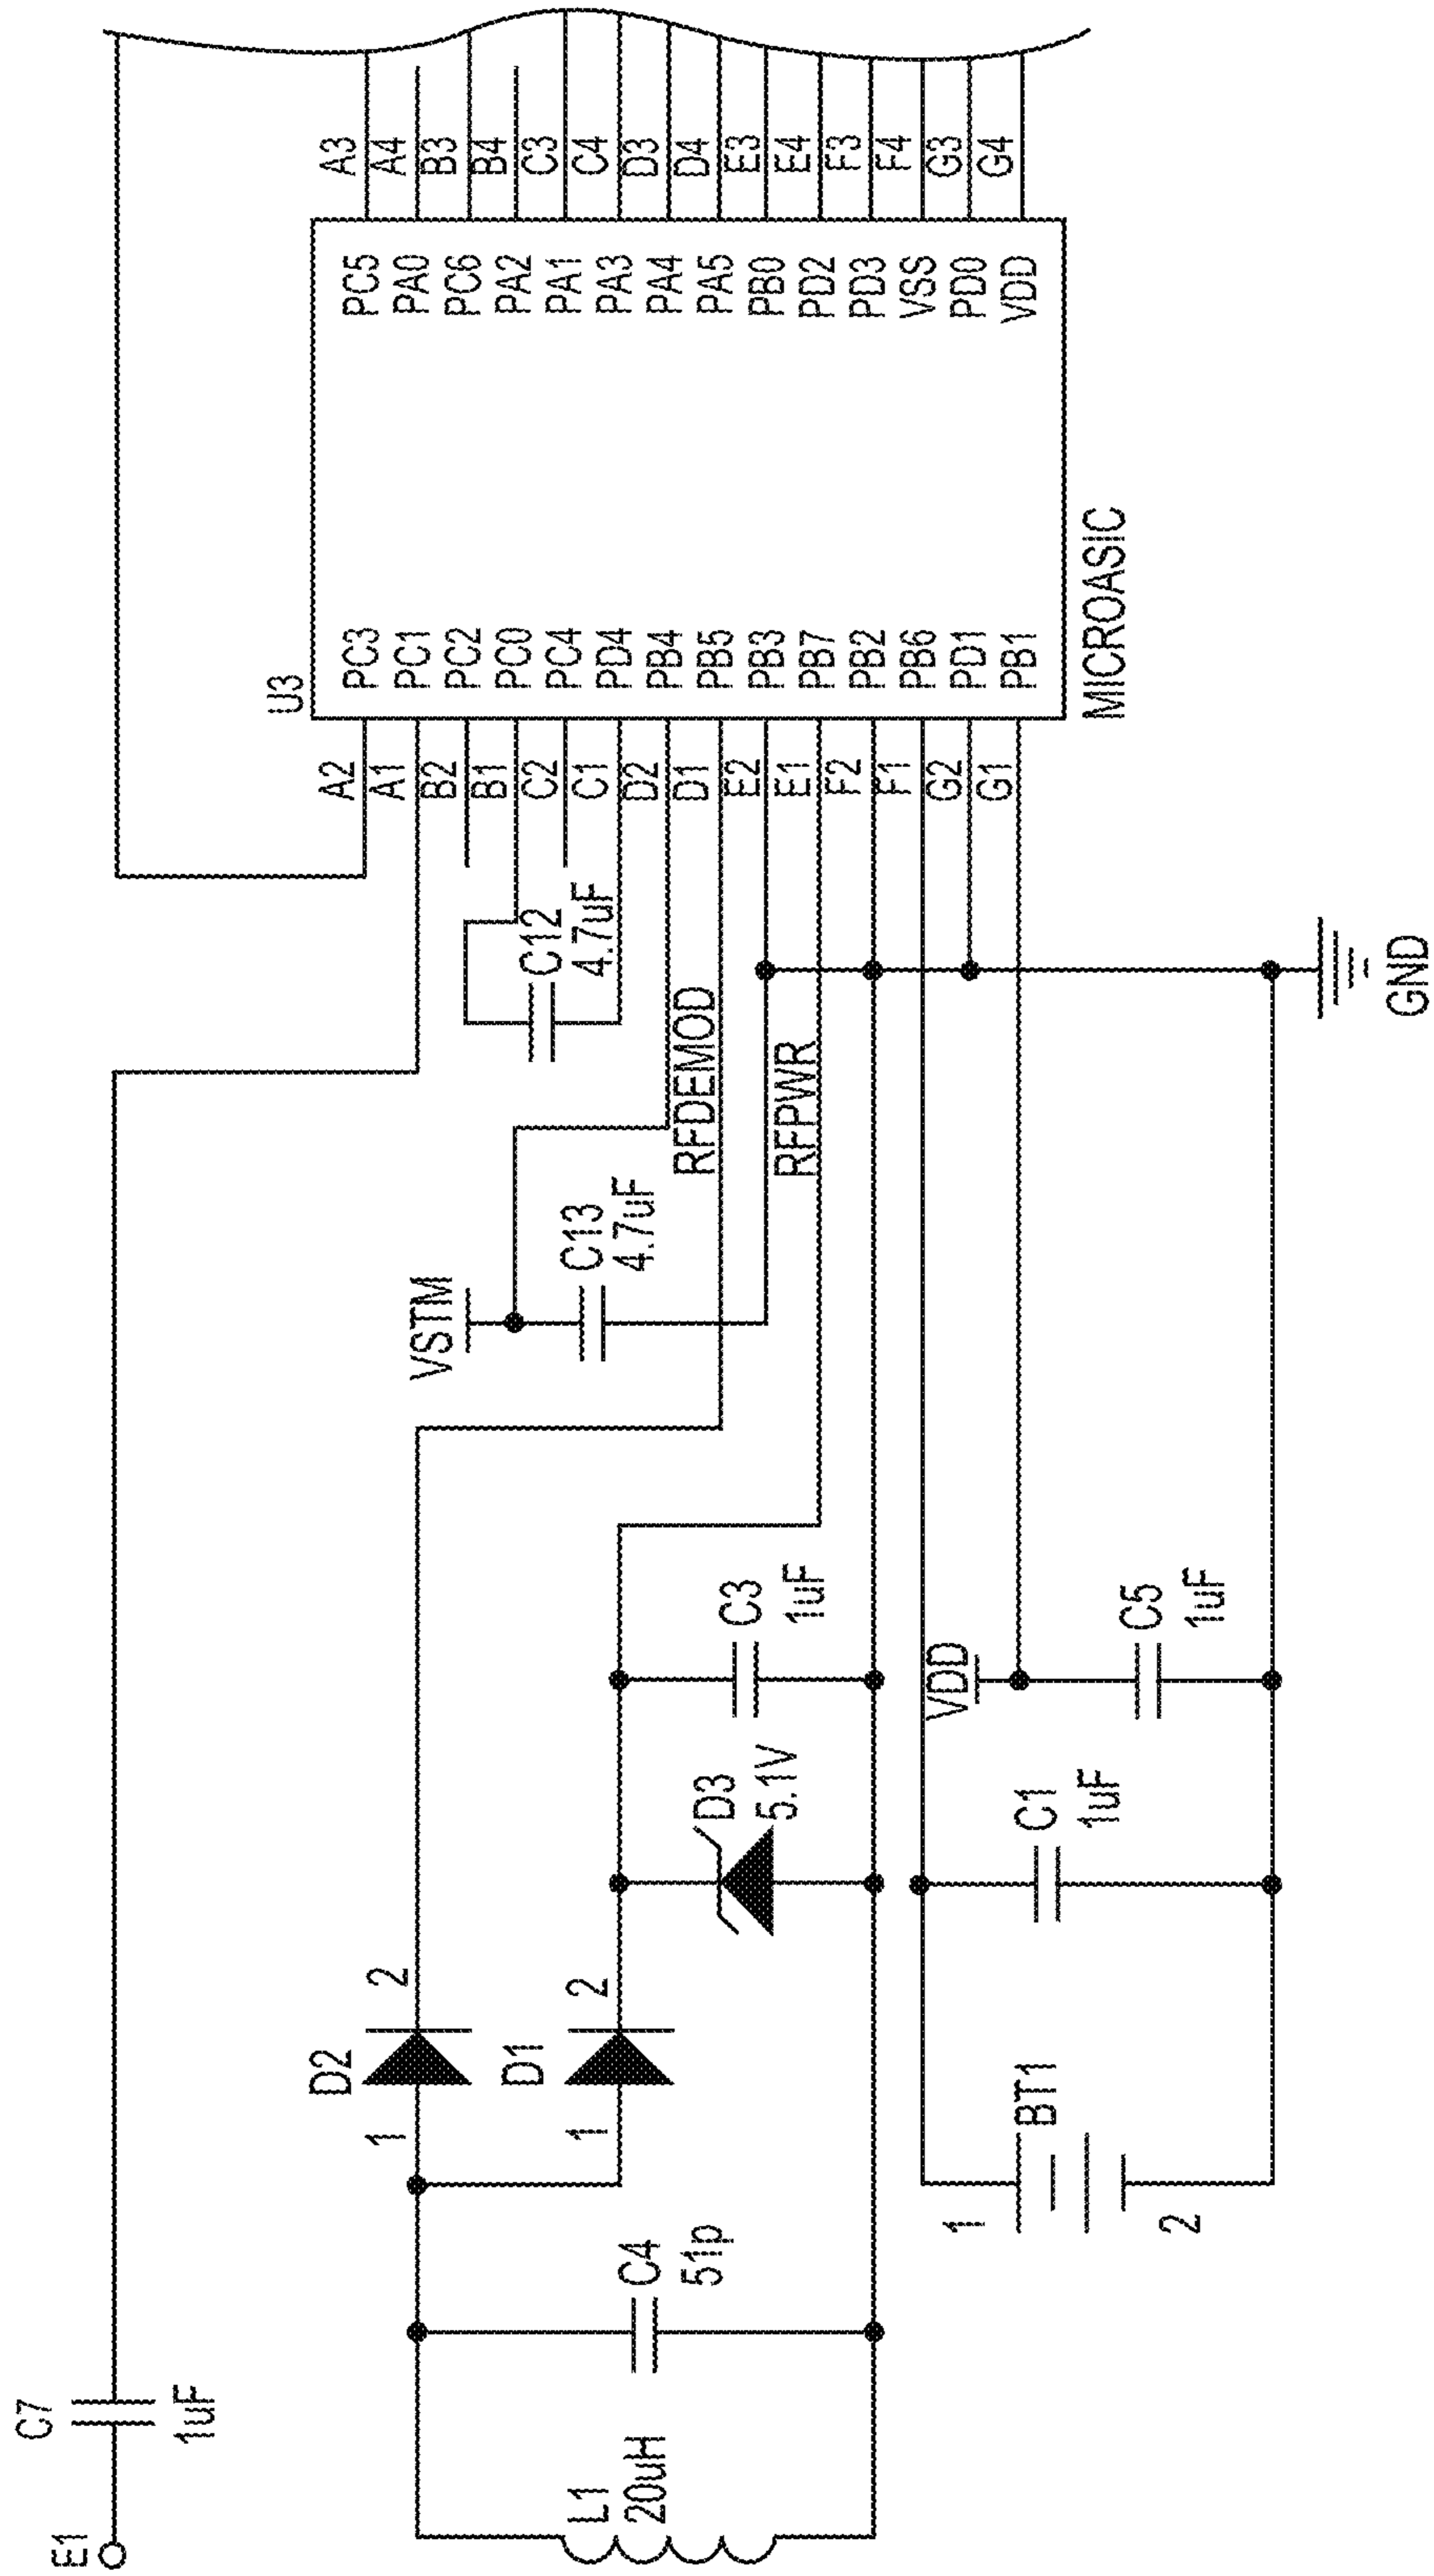 E1
C7
1uF
L1
20uH
C4
51p
D2
1
2
D1
1
2
D3
5.1V
C3
1uF
BT1
1
2
C1
1uF
VDD
C5
1uF
VSTM
C13
4.7uF
C12
4.7uF
RFDEMOD
RFPWR
GND
U3
A2
A1
B2
B1
C2
C1
D2
D1
E2
E1
F2
F1
G2
G1
PC3
PC1
PC2
PC0
PC4
PD4
PB4
PB5
PB3
PB7
PB2
PB6
PD1
PB1
PC5
PA0
PC6
PA2
PA1
PA3
PA4
PA5
PB0
PD2
PD3
VSS
PD0
VDD
A3
A4
B3
B4
C3
C4
D3
D4
E3
E4
F3
F4
G3
G4
MICROASIC